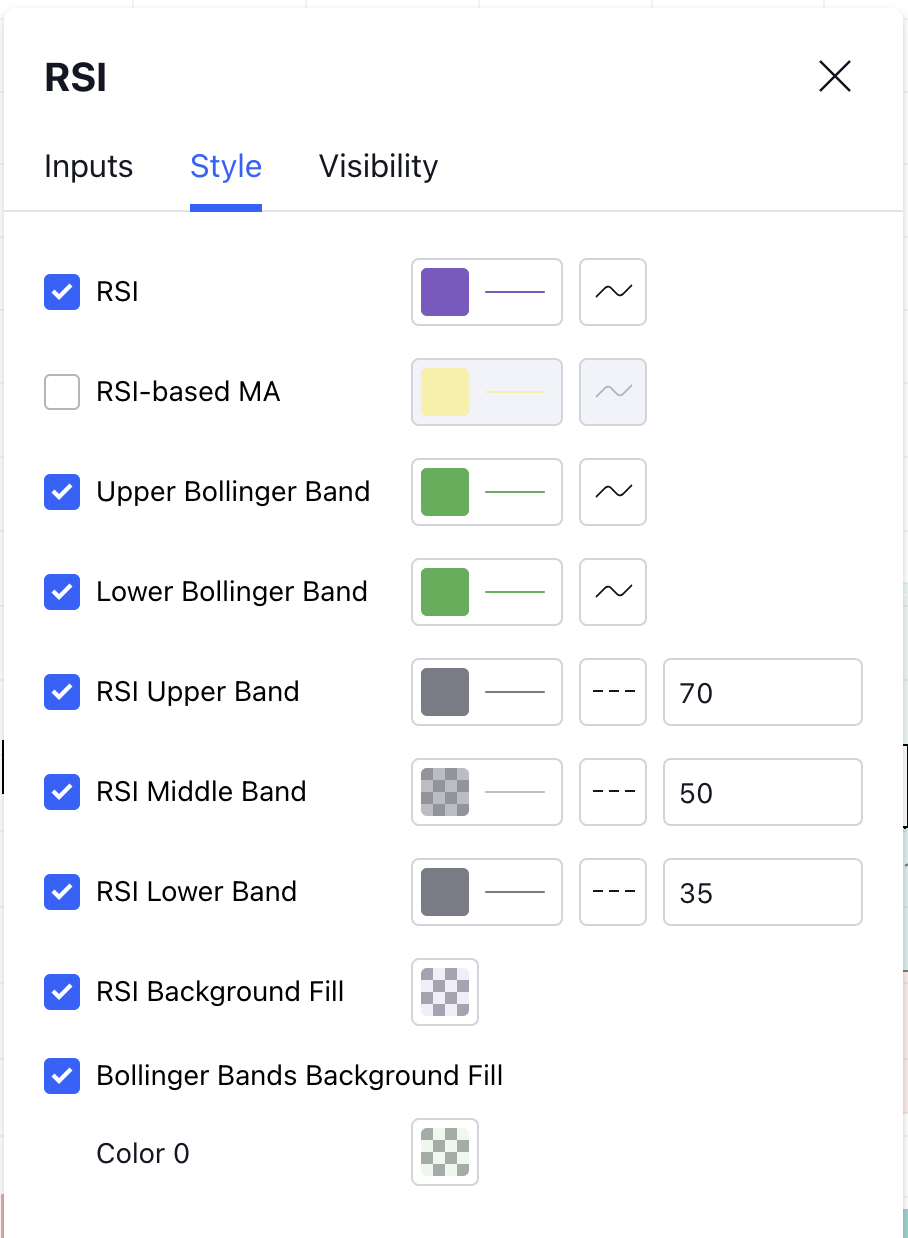 RSI
Inputs Style Visibility
RSI
RSI-based MA
Upper Bollinger Band
Lower Bollinger Band
RSI Upper Band 70
RSI Middle Band 50
RSI Lower Band 35
RSI Background Fill
Bollinger Bands Background Fill
Color 0